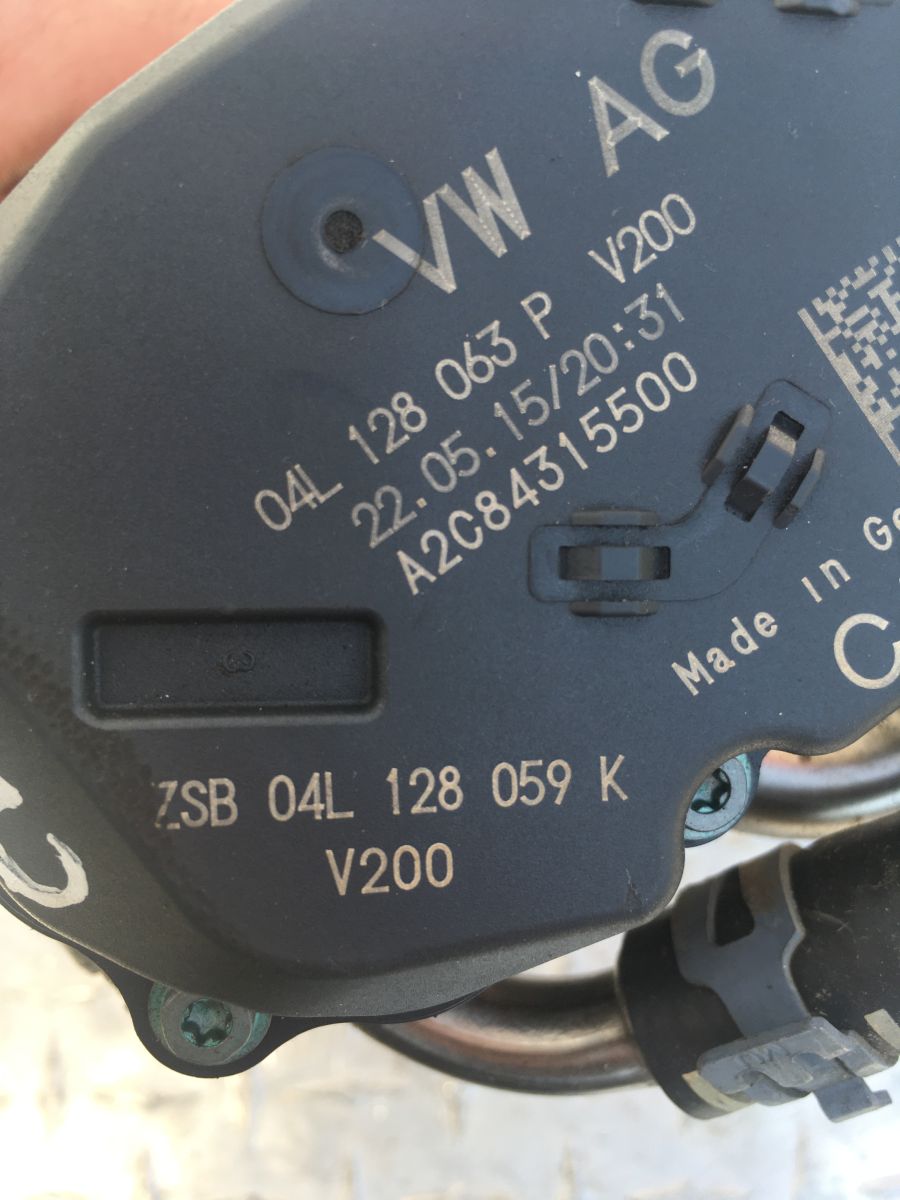 VW AG
04L 128 063 P V200
22.05.15/20:31
A2C84315500
Made in Ge
C
ZSB 04L 128 059 K
V200